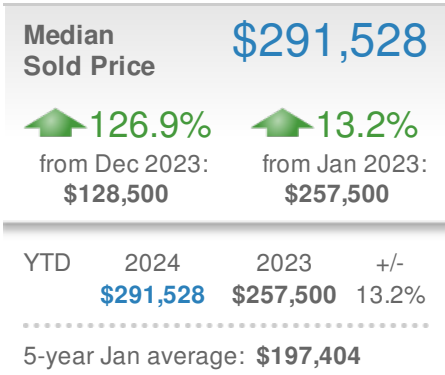 Median
Sold Price
$291,528
126.9%
from Dec 2023:
$128,500
13.2%
from Jan 2023:
$257,500
YTD 2024 2023 +/-
$291,528 $257,500 13.2%
5-year Jan average: $197,404